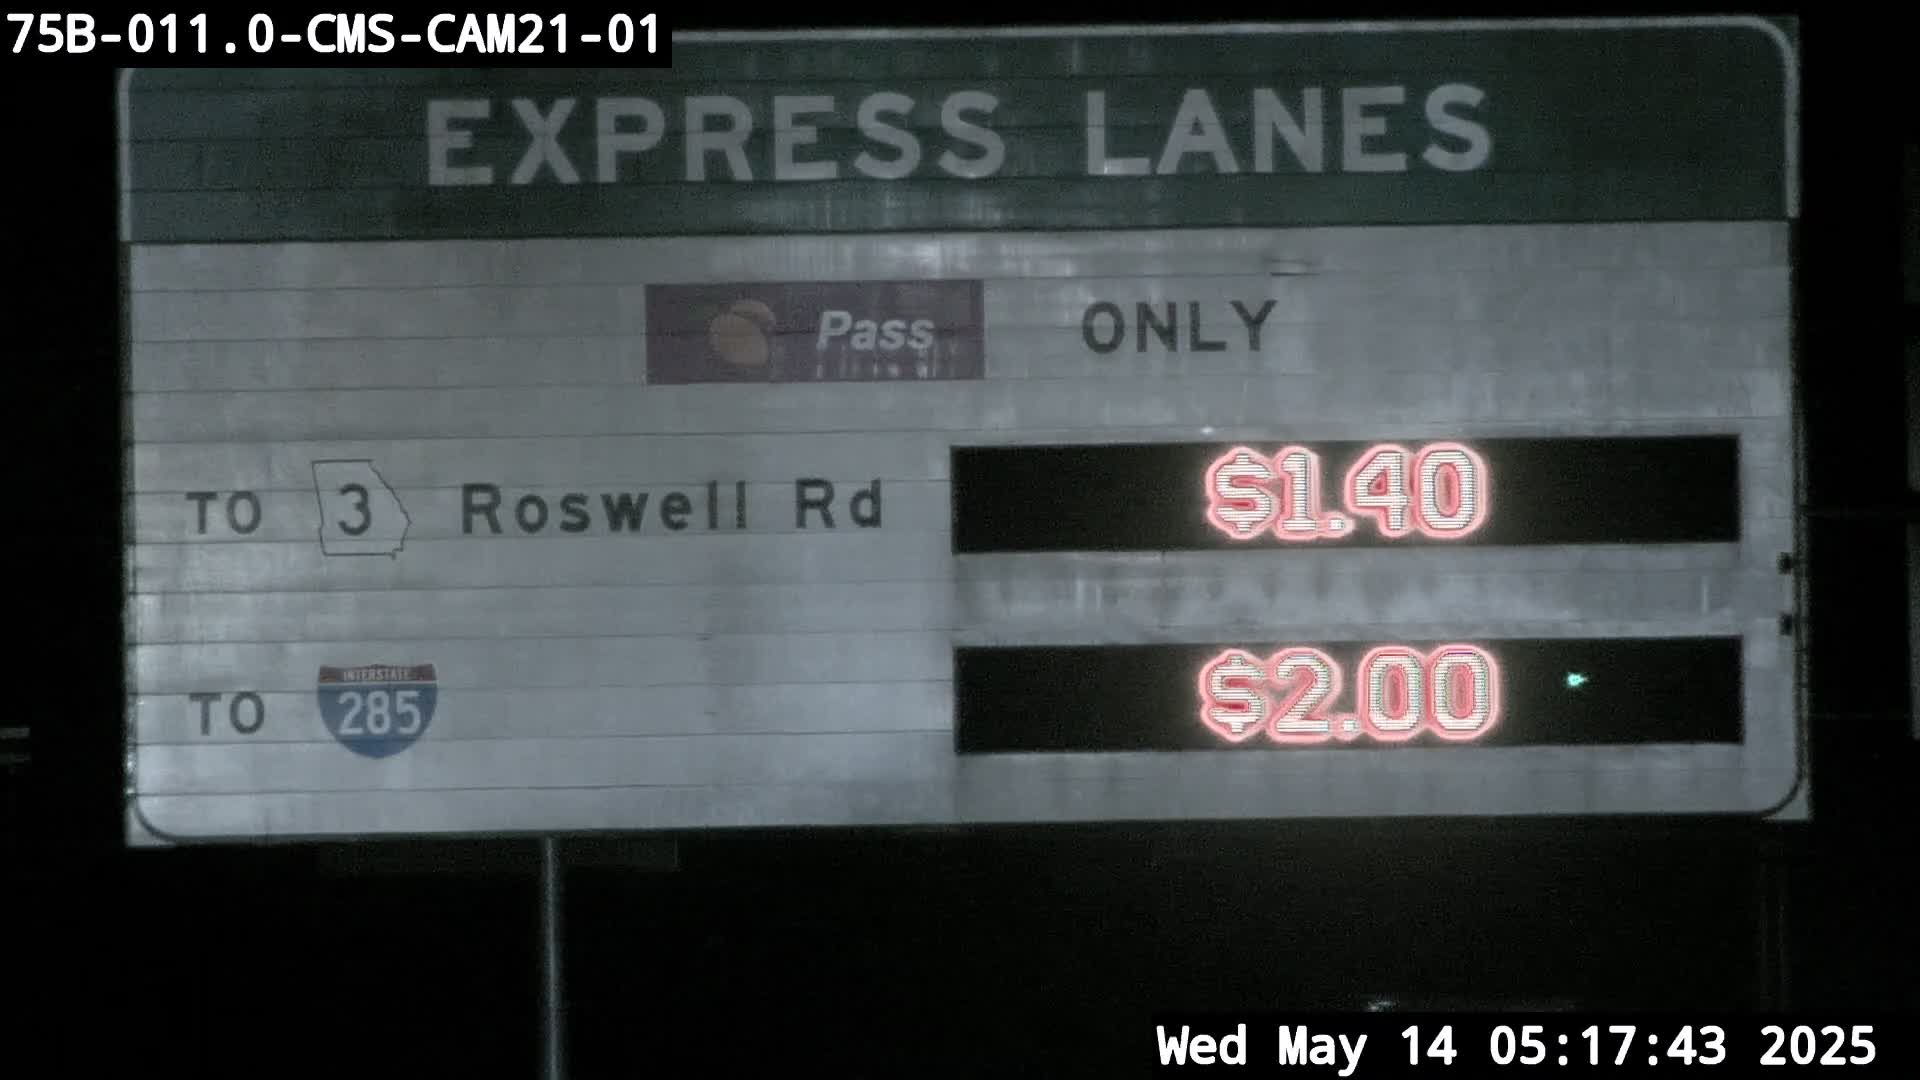 75B-011.0-CMS-CAM21-01
EXPRESS LANES
Pass ONLY
TO 3 Roswell Rd $1.40
INTERSTATE
TO 285 $2.00
Wed May 14 05:17:43 2025